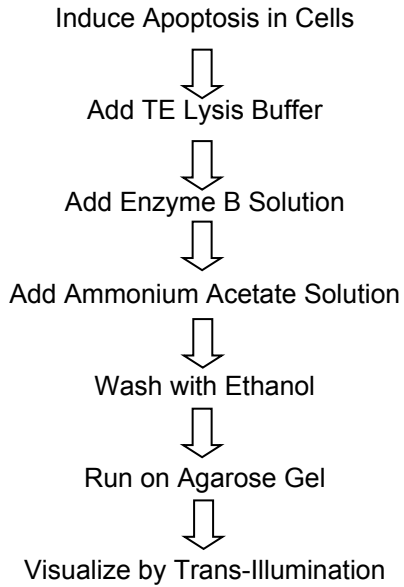 Induce Apoptosis in Cells
Add TE Lysis Buffer
Add Enzyme B Solution
Add Ammonium Acetate Solution
Wash with Ethanol
Run on Agarose Gel
Visualize by Trans-Illumination